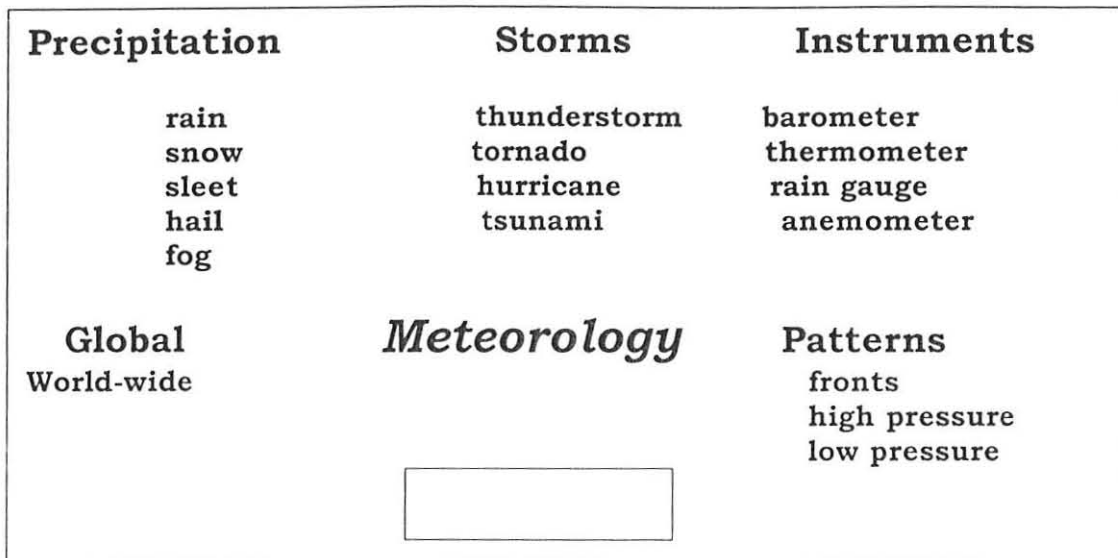 Precipitation
rain
snow
sleet
hail
fog
Storms
thunderstorm
tornado
hurricane
tsunami
Instruments
barometer
thermometer
rain gauge
anemometer
Global
World-wide
Meteorology
Patterns
fronts
high pressure
low pressure